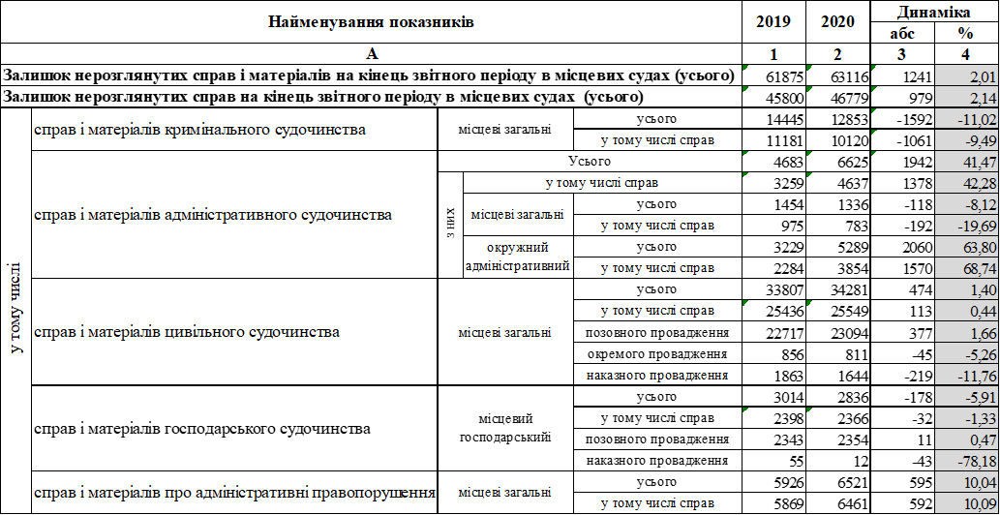 Найменування показників 2019 2020 Динаміка
абс %
А 1 2 3 4
Залишок нерозглянутих справ і матеріалів на кінець звітного періоду в місцевих судах (усього) 61875 63116 1241 2,01
Залишок нерозглянутих справ на кінець звітного періоду в місцевих судах (усього) 45800 46779 979 2,14
у тому числі
справ і матеріалів кримінального судочинства місцеві загальні
усього 14445 12853 -1592 -11,02
у тому числі справ 11181 10120 -1061 -9,49
справ і матеріалів адміністративного судочинства
Усього 4683 6625 1942 41,47
з них
у тому числі справ 3259 4637 1378 42,28
місцеві загальні
усього 1454 1336 -118 -8,12
у тому числі справ 975 783 -192 -19,69
окружний
адміністративний
усього 3229 5289 2060 63,80
у тому числі справ 2284 3854 1570 68,74
справ і матеріалів цивільного судочинства місцеві загальні
усього 33807 34281 474 1,40
у тому числі справ 25436 25549 113 0,44
позовного провадження 22717 23094 377 1,66
окремого провадження 856 811 -45 -5,26
наказного провадження 1863 1644 -219 -11,76
справ і матеріалів господарського судочинства
місцевий
господарський
усього 3014 2836 -178 -5,91
у тому числі справ 2398 2366 -32 -1,33
позовного провадження 2343 2354 11 0,47
наказного провадження 55 12 -43 -78,18
справ і матеріалів про адміністративні правопорушення місцеві загальні
усього 5926 6521 595 10,04
у тому числі справ 5869 6461 592 10,09